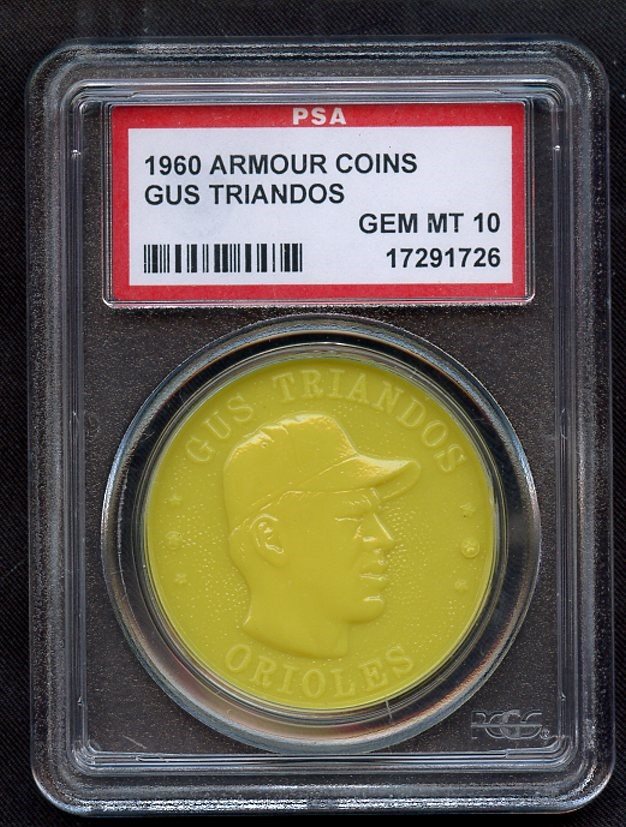 PSA
1960 ARMOUR COINS
GUS TRIANDOS
GEM MT 10
17291726
GUS TRIANDOS
ORIOLES
PCGS®